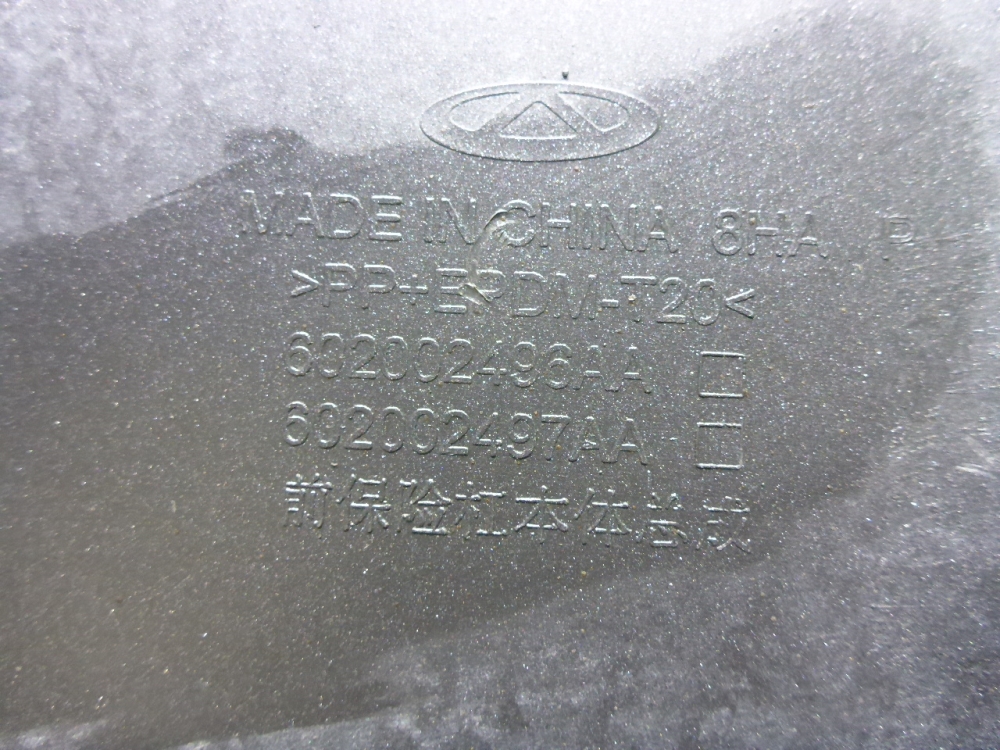 MADE IN CHINA 8HA P
>PP+EPDM-T20<
602002496AA □
602002497AA □
前保险杠本体总成